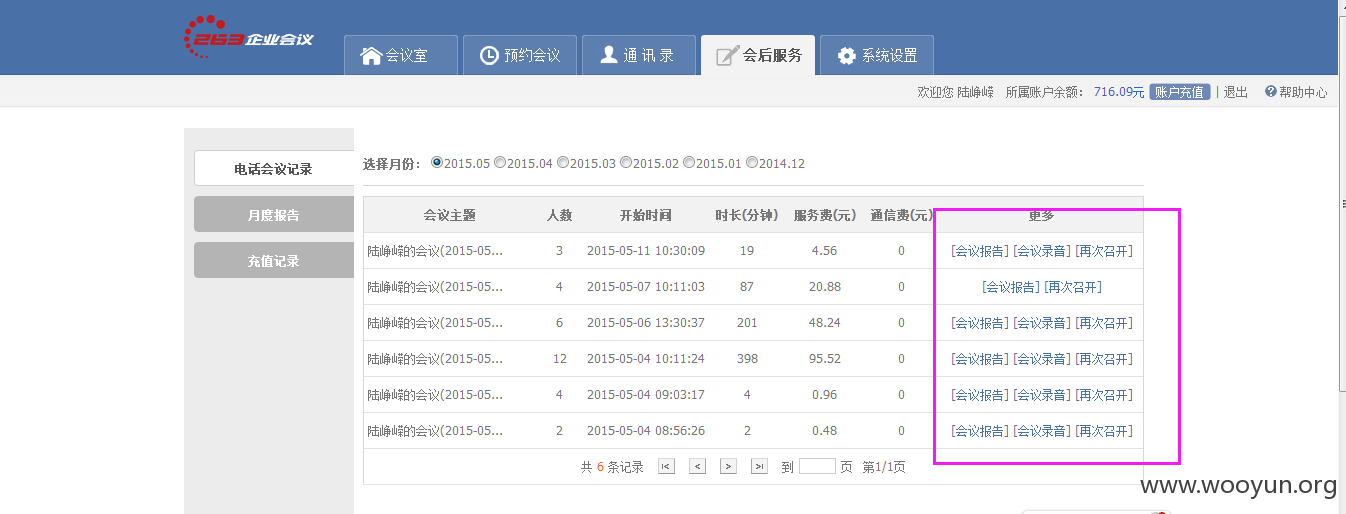 263企业会议
会议室 预约会议 通 讯 录 会后服务 系统设置
欢迎您 陆峥嵘 所属账户余额： 716.09元 账户充值 | 退出 帮助中心
电话会议记录
月度报告
充值记录
选择月份： 2015.05 2015.04 2015.03 2015.02 2015.01 2014.12
会议主题 人数 开始时间 时长(分钟) 服务费(元) 通信费(元) 更多
陆峥嵘的会议(2015-05... 3 2015-05-11 10:30:09 19 4.56 0 [会议报告] [会议录音] [再次召开]
陆峥嵘的会议(2015-05... 4 2015-05-07 10:11:03 87 20.88 0 [会议报告] [再次召开]
陆峥嵘的会议(2015-05... 6 2015-05-06 13:30:37 201 48.24 0 [会议报告] [会议录音] [再次召开]
陆峥嵘的会议(2015-05... 12 2015-05-04 10:11:24 398 95.52 0 [会议报告] [会议录音] [再次召开]
陆峥嵘的会议(2015-05... 4 2015-05-04 09:03:17 4 0.96 0 [会议报告] [会议录音] [再次召开]
陆峥嵘的会议(2015-05... 2 2015-05-04 08:56:26 2 0.48 0 [会议报告] [会议录音] [再次召开]
共 6 条记录 |< < > >| 到 页 第1/1页
www.wooyun.org